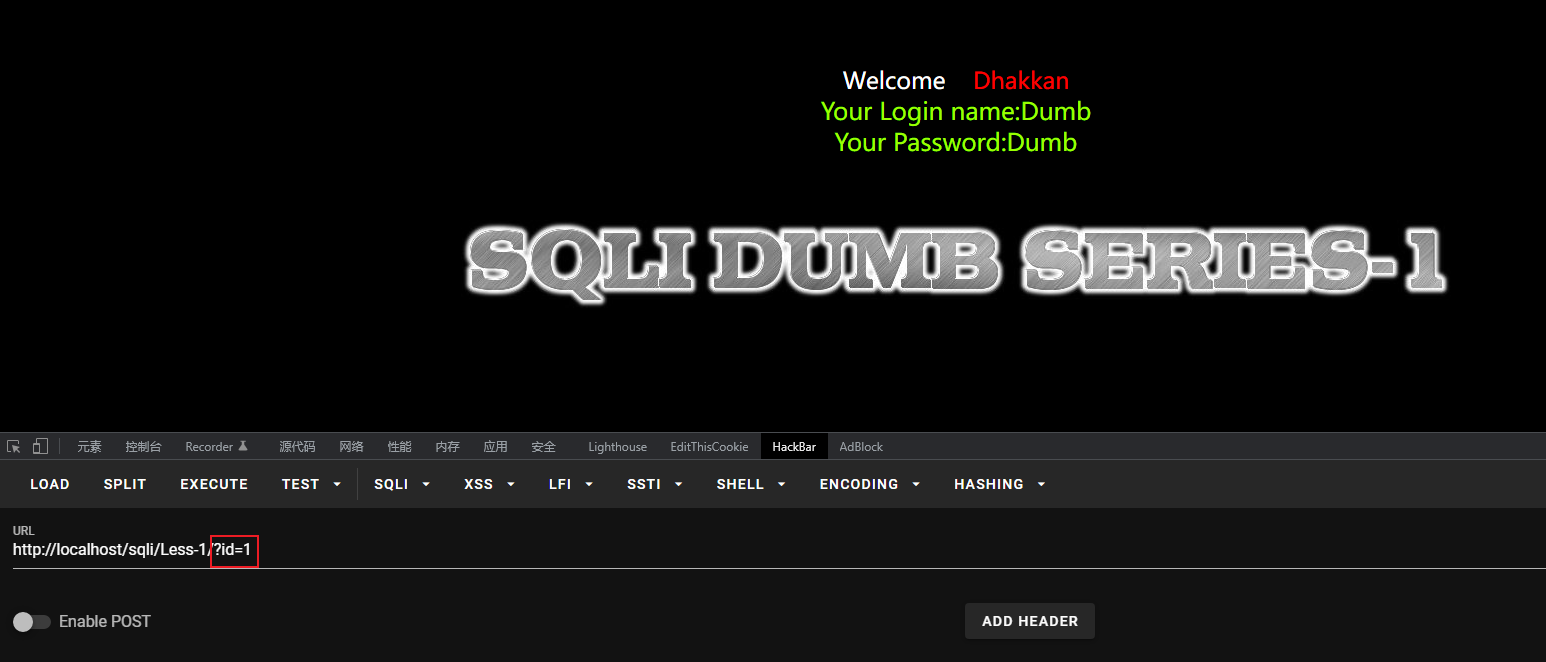 Welcome Dhakkan
Your Login name:Dumb
Your Password:Dumb
SQLI DUMB SERIES-1
元素 控制台 Recorder 源代码 网络 性能 内存 应用 安全 Lighthouse EditThisCookie HackBar AdBlock
LOAD SPLIT EXECUTE TEST SQLI XSS LFI SSTI SHELL ENCODING HASHING
URL
http://localhost/sqli/Less-1/?id=1
Enable POST ADD HEADER